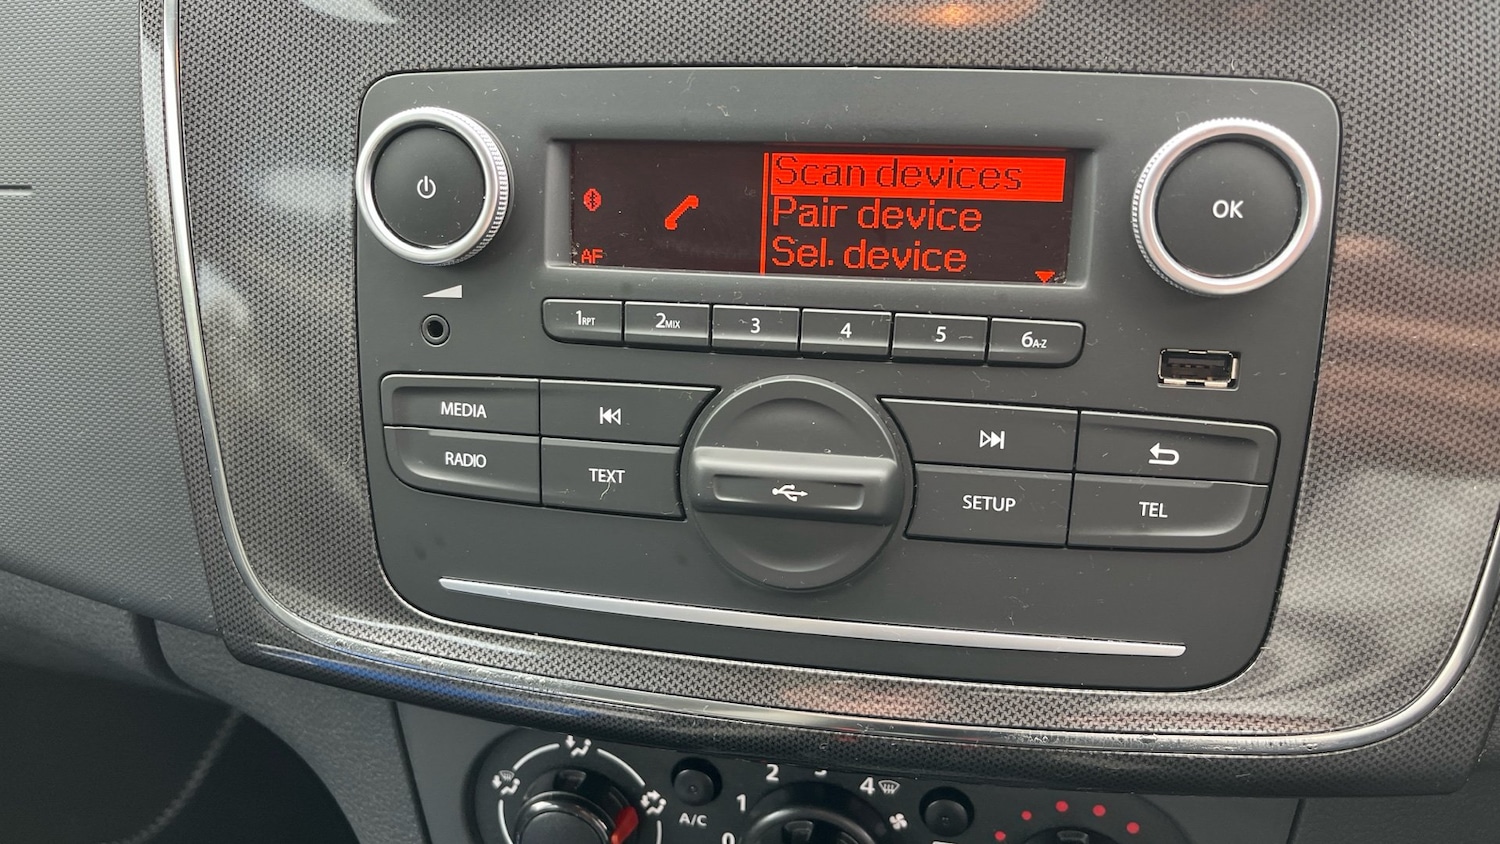 Scan devices
Pair device
Sel. device
AF
OK
1RPT
2MIX
3
4
5
6A-Z
MEDIA
RADIO
TEXT
SETUP
TEL
A/C
0
1
2
4